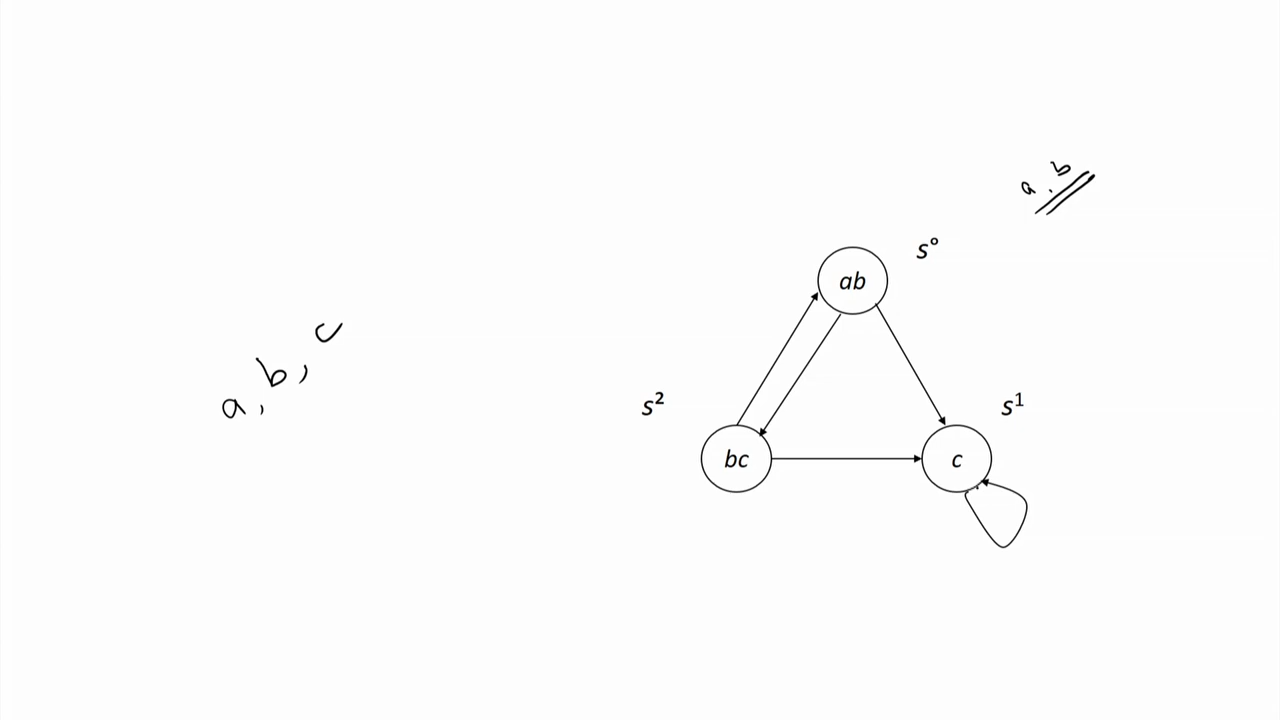 a, b
s°
ab
a, b, c
s²
s¹
bc
c